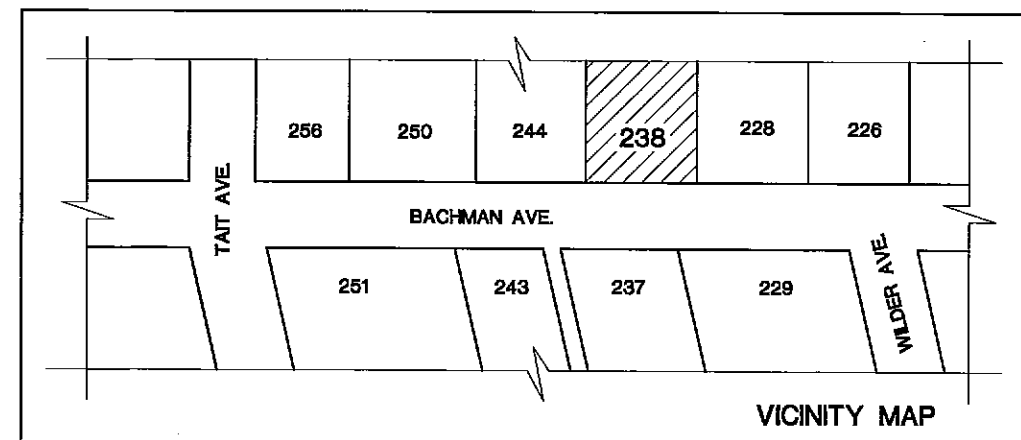 256
250
244
238
228
226
TAIT AVE.
BACHMAN AVE.
WILDER AVE.
251
243
237
229
VICINITY MAP